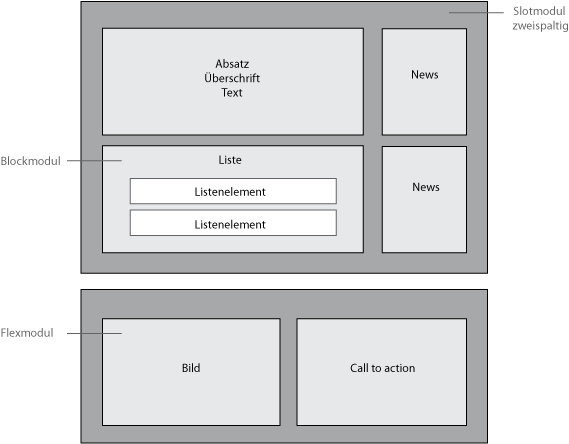 Slotmodul
zweispaltig
Absatz
Überschrift
Text
News
Blockmodul
Liste
Listenelement
Listenelement
News
Flexmodul
Bild
Call to action